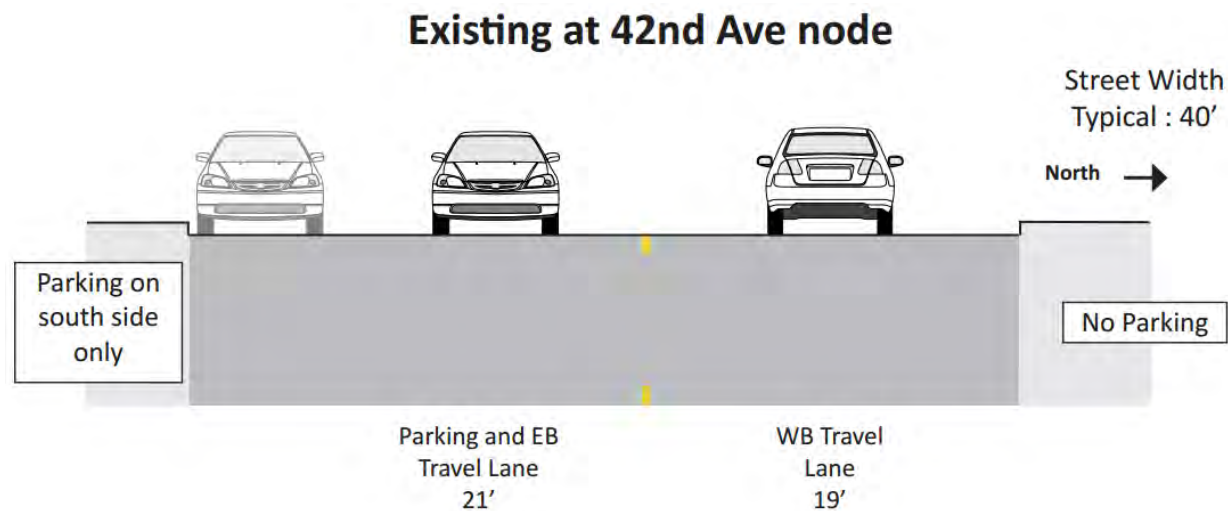 Existing at 42nd Ave node
Street Width
Typical : 40’
North
Parking on
south side
only
No Parking
Parking and EB
Travel Lane
21’
WB Travel
Lane
19’